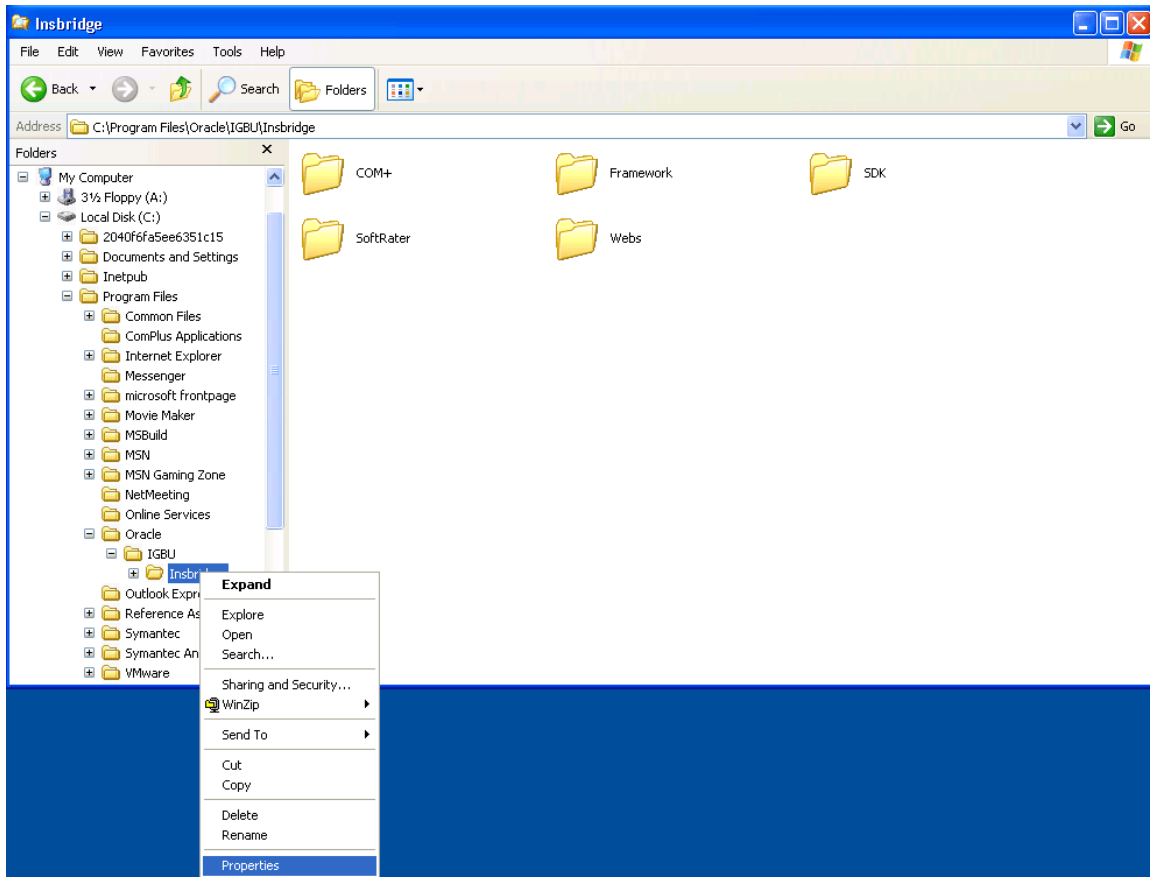 Insbridge
File Edit View Favorites Tools Help
Back Search Folders
Address C:\Program Files\Oracle\IGBU\Insbridge Go
Folders
My Computer
3½ Floppy (A:)
Local Disk (C:)
2040f6fa5ee6351c15
Documents and Settings
Inetpub
Program Files
Common Files
ComPlus Applications
Internet Explorer
Messenger
microsoft frontpage
Movie Maker
MSBuild
MSN
MSN Gaming Zone
NetMeeting
Online Services
Oracle
IGBU
Insbridge
Outlook Expr
Reference As
Symantec
Symantec An
VMware
COM+ Framework SDK
SoftRater Webs
Expand
Explore
Open
Search...
Sharing and Security...
WinZip
Send To
Cut
Copy
Delete
Rename
Properties